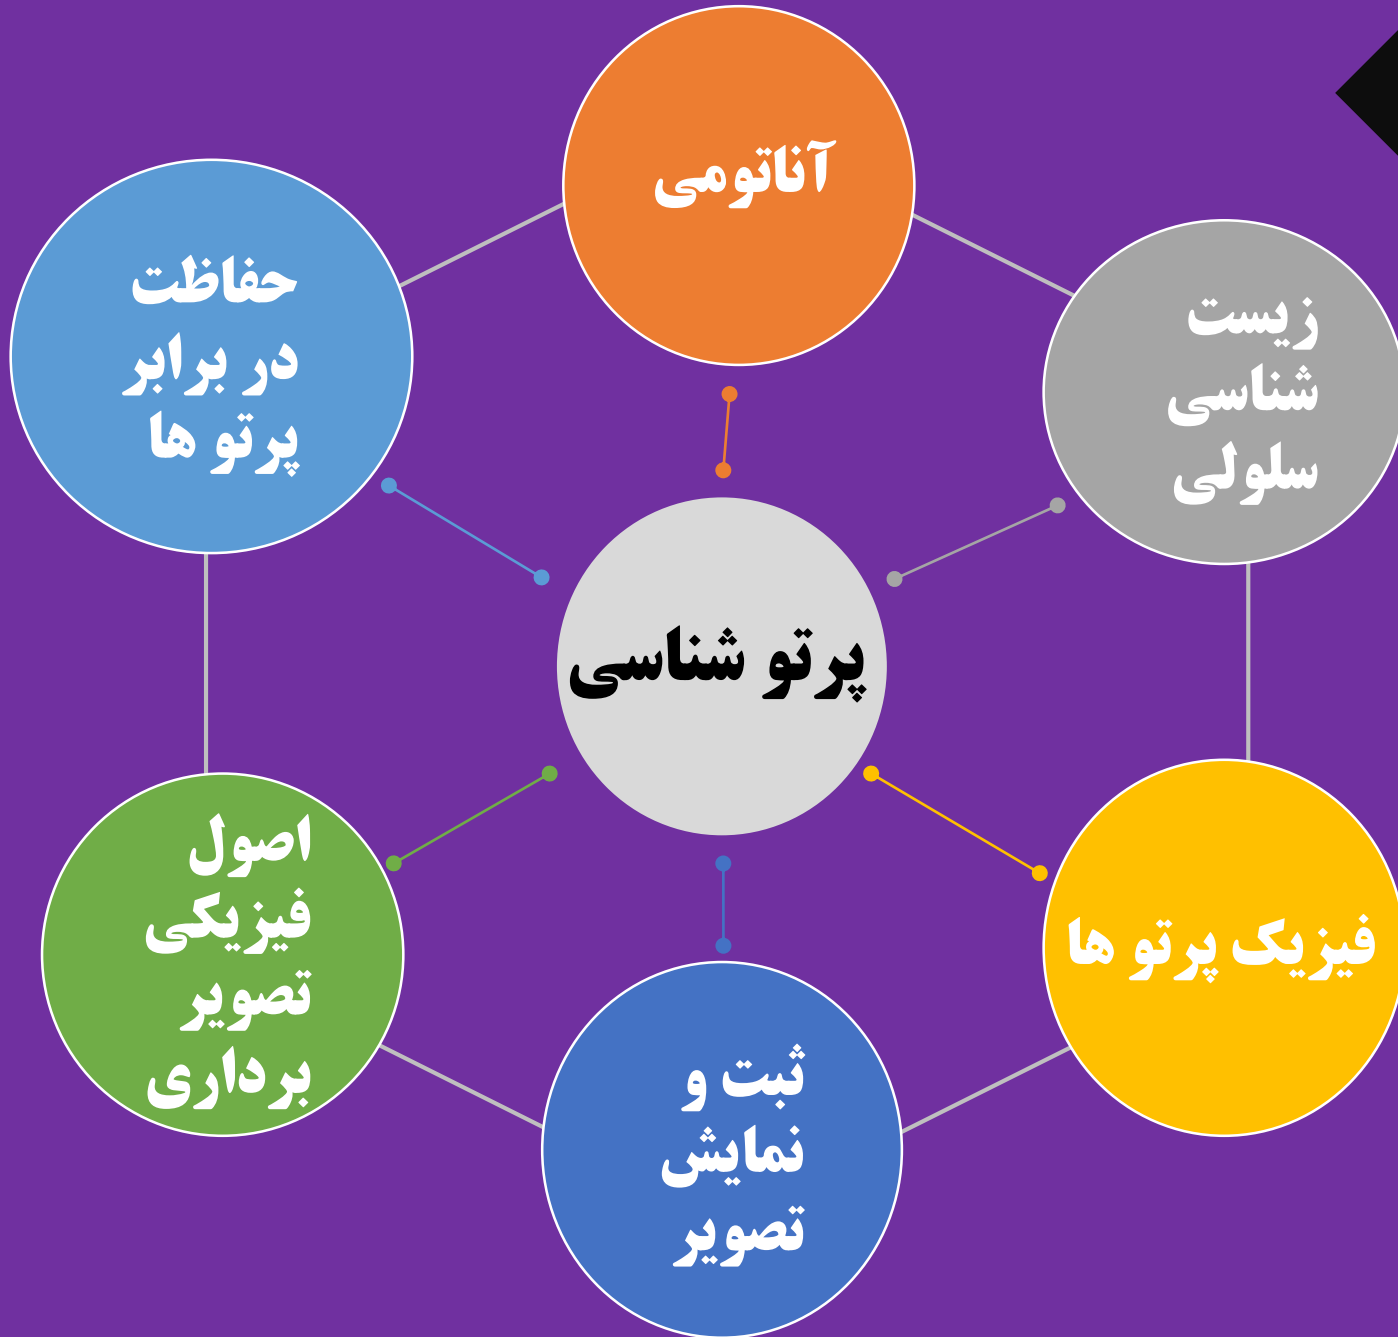 آناتومی
زیست
شناسی
سلولی
فیزیک پرتو ها
ثبت و
نمایش
تصویر
اصول
فیزیکی
تصویر
برداری
حفاظت
در برابر
پرتو ها
پرتو شناسی